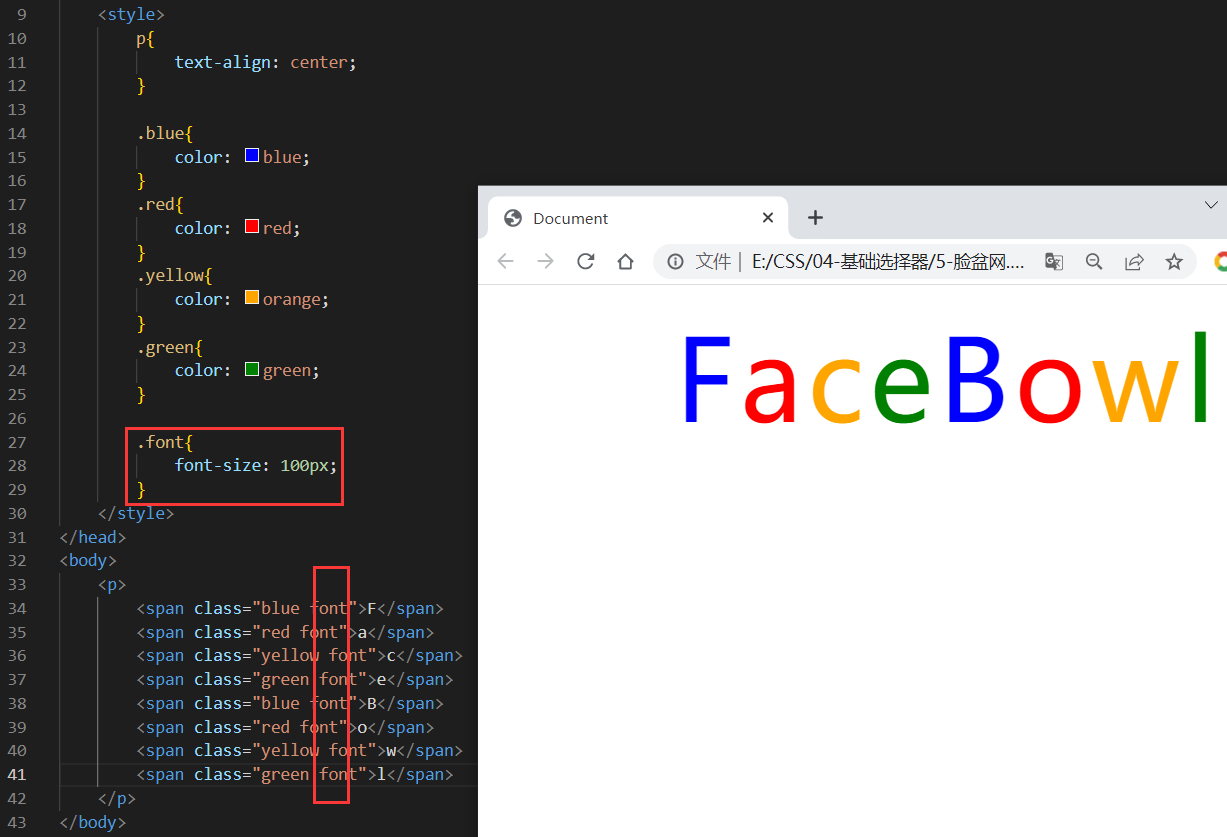 9 <style>
10 p{
11 text-align: center;
12 }
13
14 .blue{
15 color: blue;
16 }
17 .red{
18 color: red;
19 }
20 .yellow{
21 color: orange;
22 }
23 .green{
24 color: green;
25 }
26
27 .font{
28 font-size: 100px;
29 }
30 </style>
31 </head>
32 <body>
33 <p>
34 <span class="blue font">F</span>
35 <span class="red font">a</span>
36 <span class="yellow font">c</span>
37 <span class="green font">e</span>
38 <span class="blue font">B</span>
39 <span class="red font">o</span>
40 <span class="yellow font">w</span>
41 <span class="green font">l</span>
42 </p>
43 </body>
Document
文件 | E:/CSS/04-基础选择器/5-脸盆网....
FaceBowl